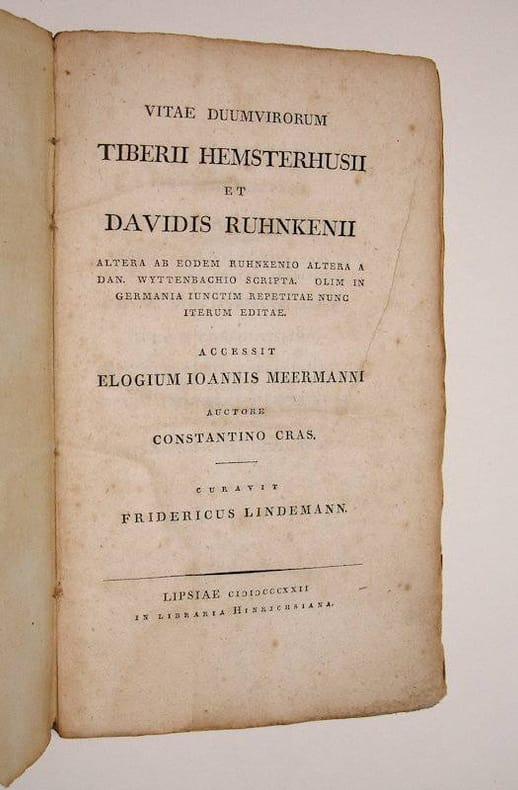 VITAE DUUMVIRORUM
TIBERII HEMSTERHUSII
ET
DAVIDIS RUHNKENII
ALTERA AB EODEM RUHNKENIO ALTERA A
DAN. WYTTENBACHIO SCRIPTA. OLIM IN
GERMANIA IUNCTIM REPETITAE NUNC
ITERUM EDITAE.
ACCESSIT
ELOGIUM IOANNIS MEERMANNI
AUCTORE
CONSTANTINO CRAS.
CURAVIT
FRIDERICUS LINDEMANN.
LIPSIAE CIƆIƆCCCXXII
IN LIBRARIA HINRICHSIANA.